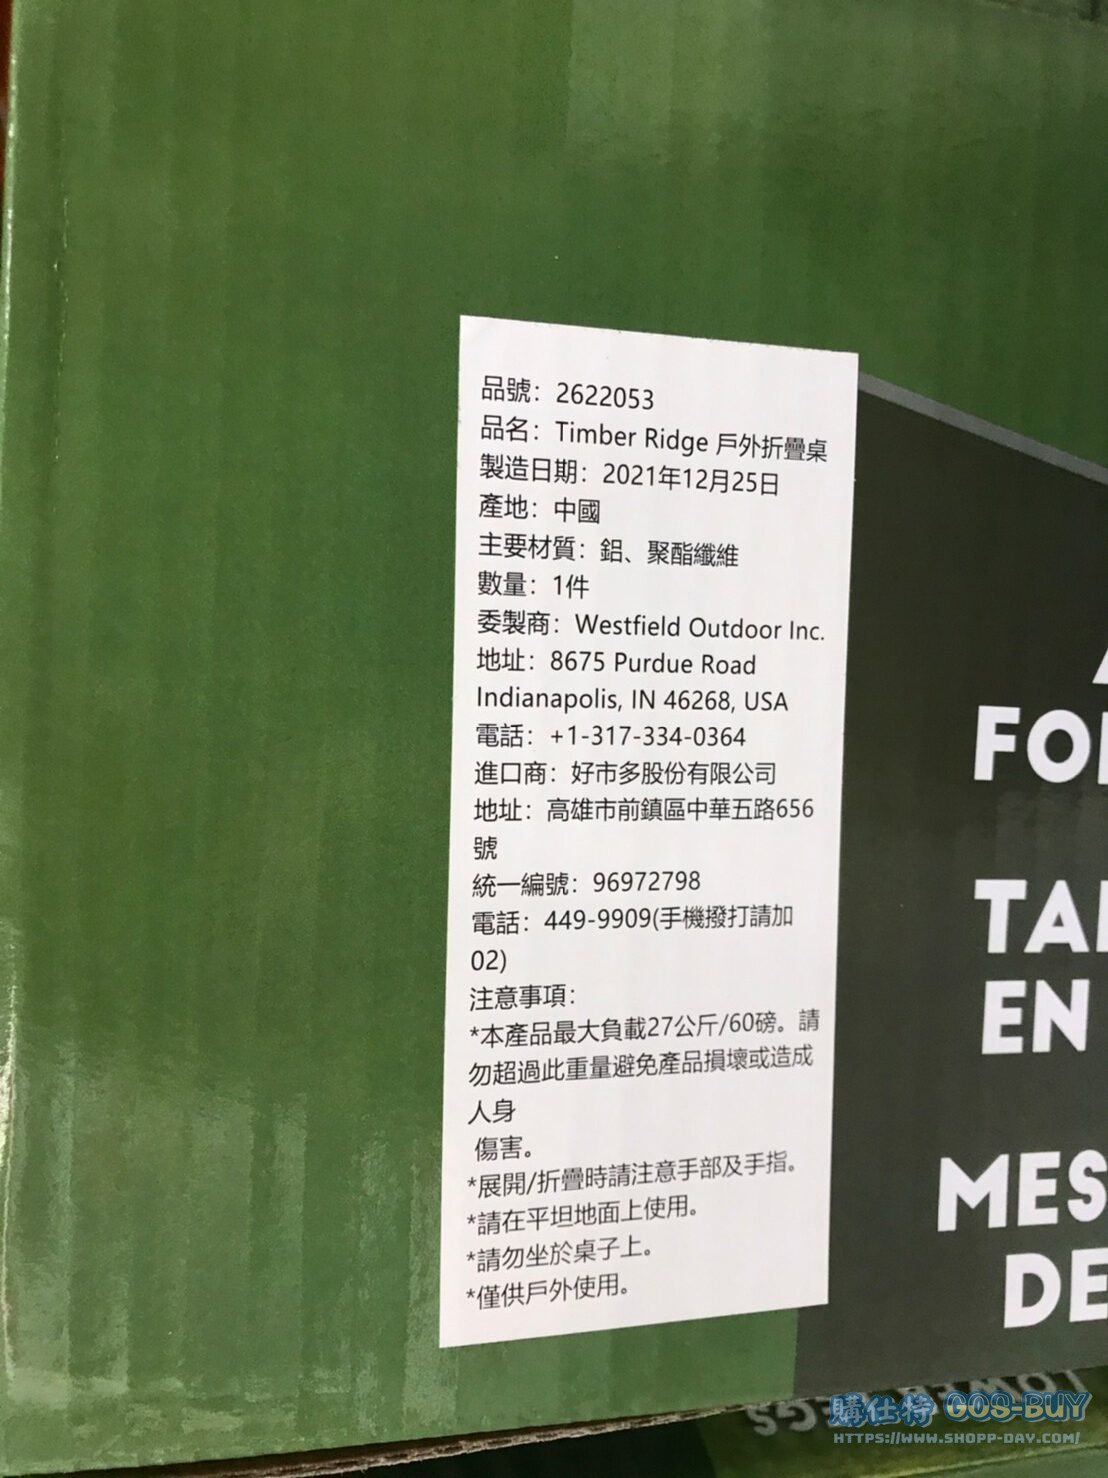 品號：2622053
品名：Timber Ridge 戶外折疊桌
製造日期：2021年12月25日
產地：中國
主要材質：鋁、聚酯纖維
數量：1件
委製商：Westfield Outdoor Inc.
地址：8675 Purdue Road
Indianapolis, IN 46268, USA
電話：+1-317-334-0364
進口商：好市多股份有限公司
地址：高雄市前鎮區中華五路656
號
統一編號：96972798
電話：449-9909(手機撥打請加
02)
注意事項：
*本產品最大負載27公斤/60磅。請
勿超過此重量避免產品損壞或造成
人身
傷害。
*展開/折疊時請注意手部及手指。
*請在平坦地面上使用。
*請勿坐於桌子上。
*僅供戶外使用。
EN
MES
DE
購仕特 GOS-BUY
HTTPS://WWW.SHOPP-DAY.COM/